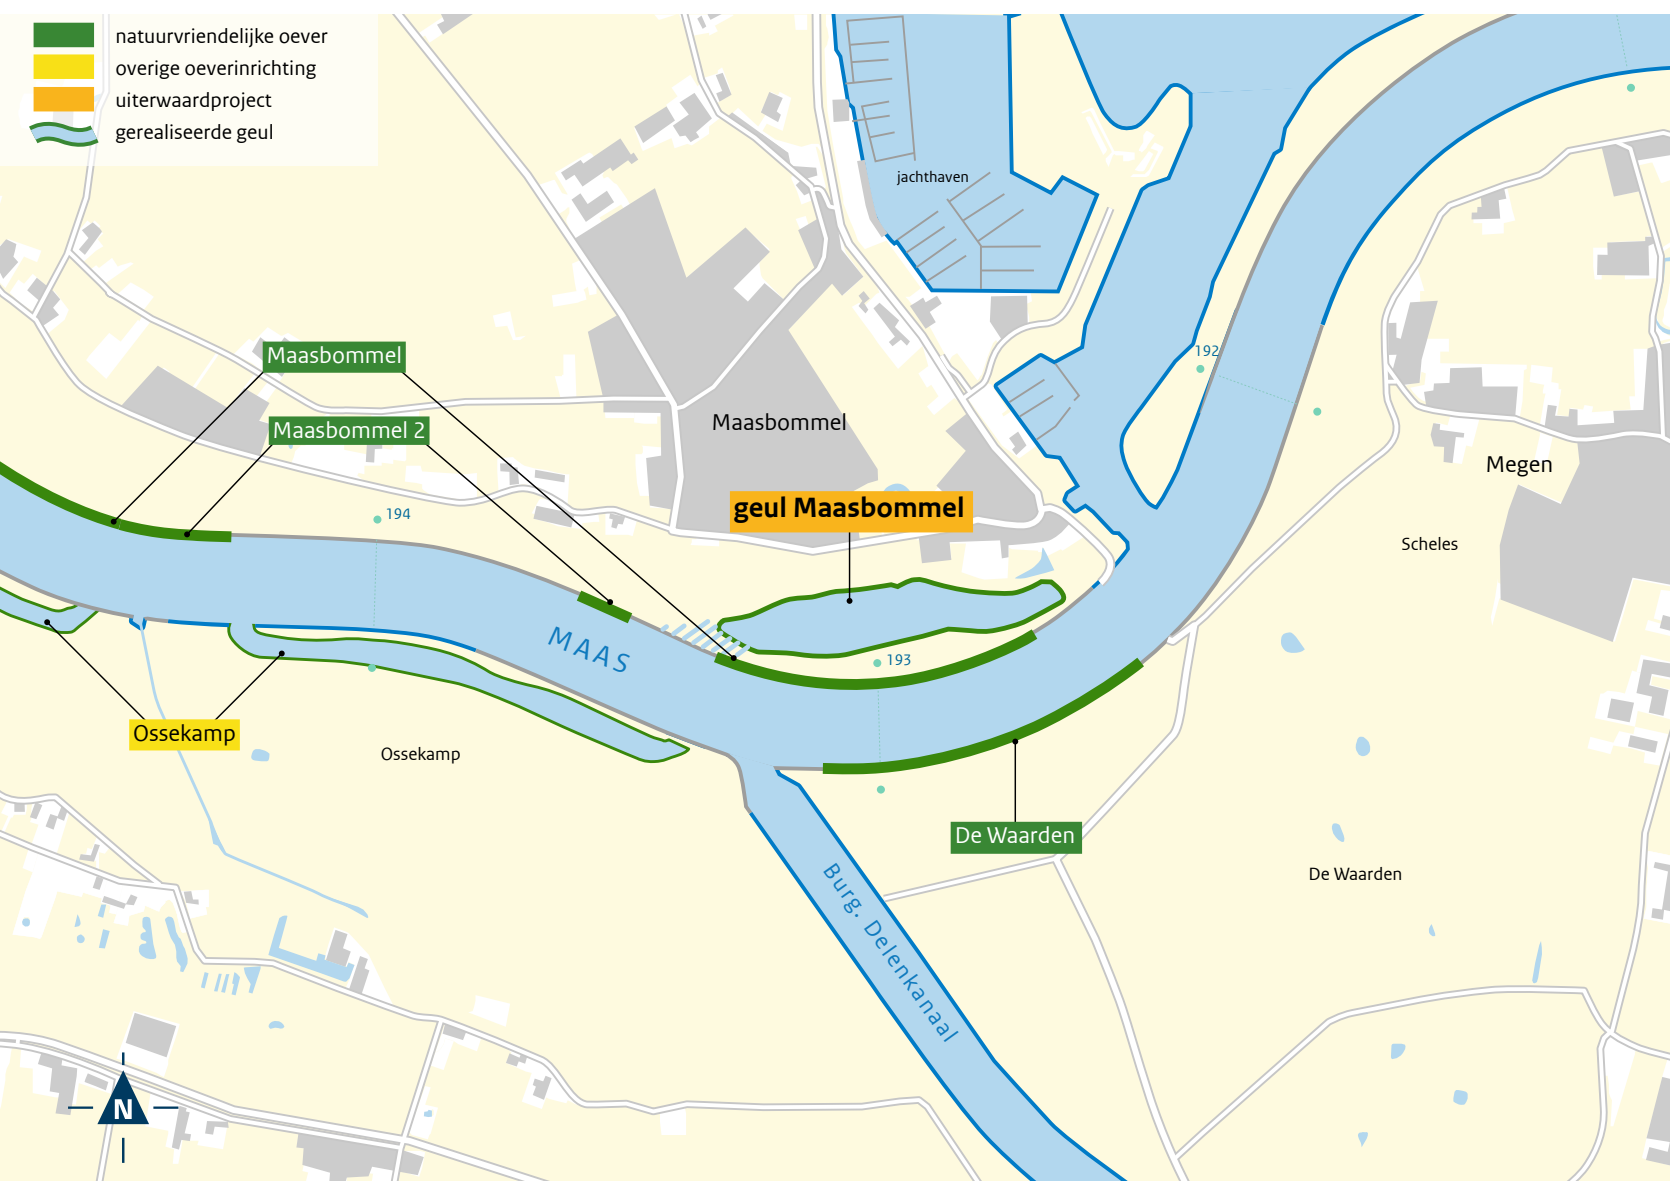 natuurvriendelijke oever
overige oeverinrichting
uiterwaardproject
gerealiseerde geul
jachthaven
192
Maasbommel
Maasbommel 2
Maasbommel
Megen
geul Maasbommel
194
Scheles
MAAS
193
Ossekamp
Ossekamp
De Waarden
De Waarden
Burg. Delenkanaal
N